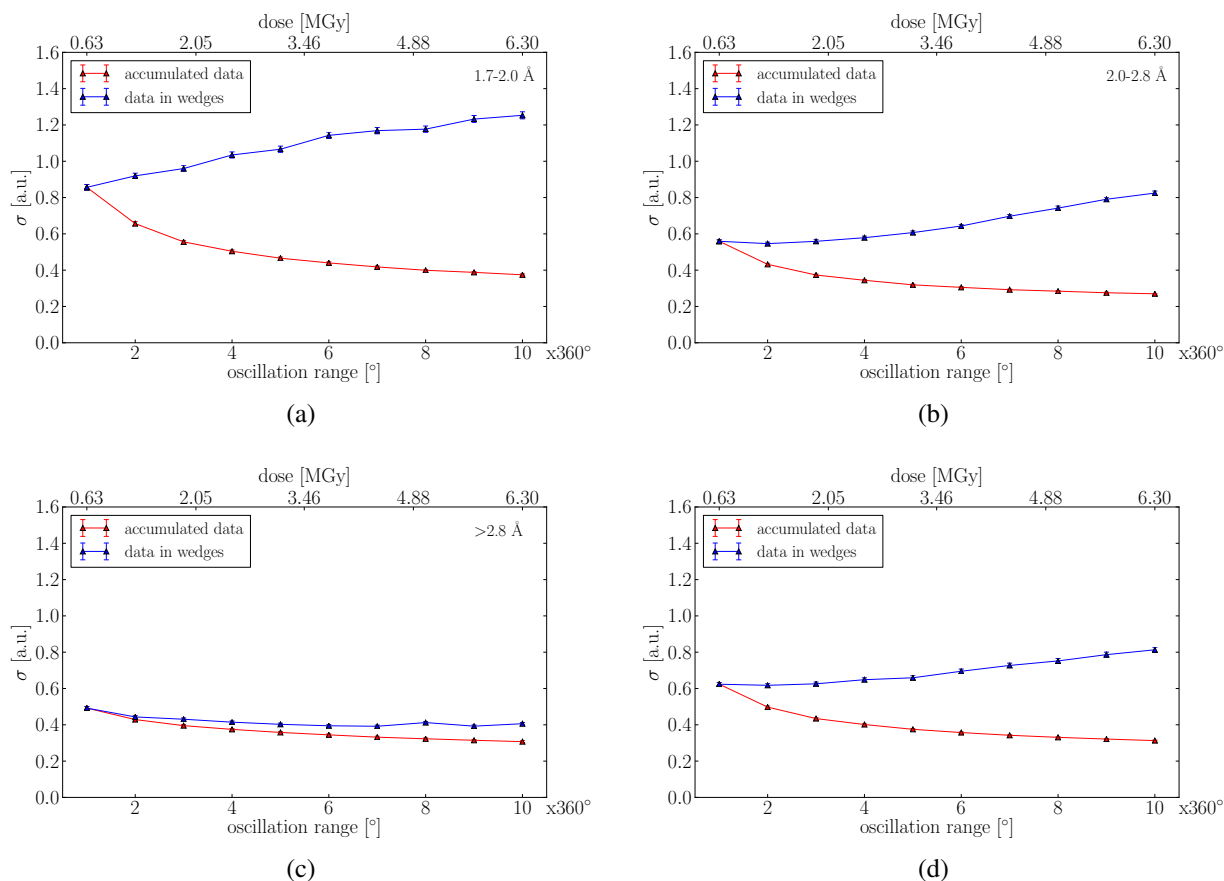 dose [MGy]
0.63 2.05 3.46 4.88 6.30
1.6
1.4
1.2
1.0
0.8
0.6
0.4
0.2
0.0
σ [a.u.]
accumulated data
data in wedges
1.7-2.0 Å
2 4 6 8 10 x360°
oscillation range [°]
(a)
dose [MGy]
0.63 2.05 3.46 4.88 6.30
1.6
1.4
1.2
1.0
0.8
0.6
0.4
0.2
0.0
σ [a.u.]
accumulated data
data in wedges
2.0-2.8 Å
2 4 6 8 10 x360°
oscillation range [°]
(b)
dose [MGy]
0.63 2.05 3.46 4.88 6.30
1.6
1.4
1.2
1.0
0.8
0.6
0.4
0.2
0.0
σ [a.u.]
accumulated data
data in wedges
>2.8 Å
2 4 6 8 10 x360°
oscillation range [°]
(c)
dose [MGy]
0.63 2.05 3.46 4.88 6.30
1.6
1.4
1.2
1.0
0.8
0.6
0.4
0.2
0.0
σ [a.u.]
accumulated data
data in wedges
2 4 6 8 10 x360°
oscillation range [°]
(d)